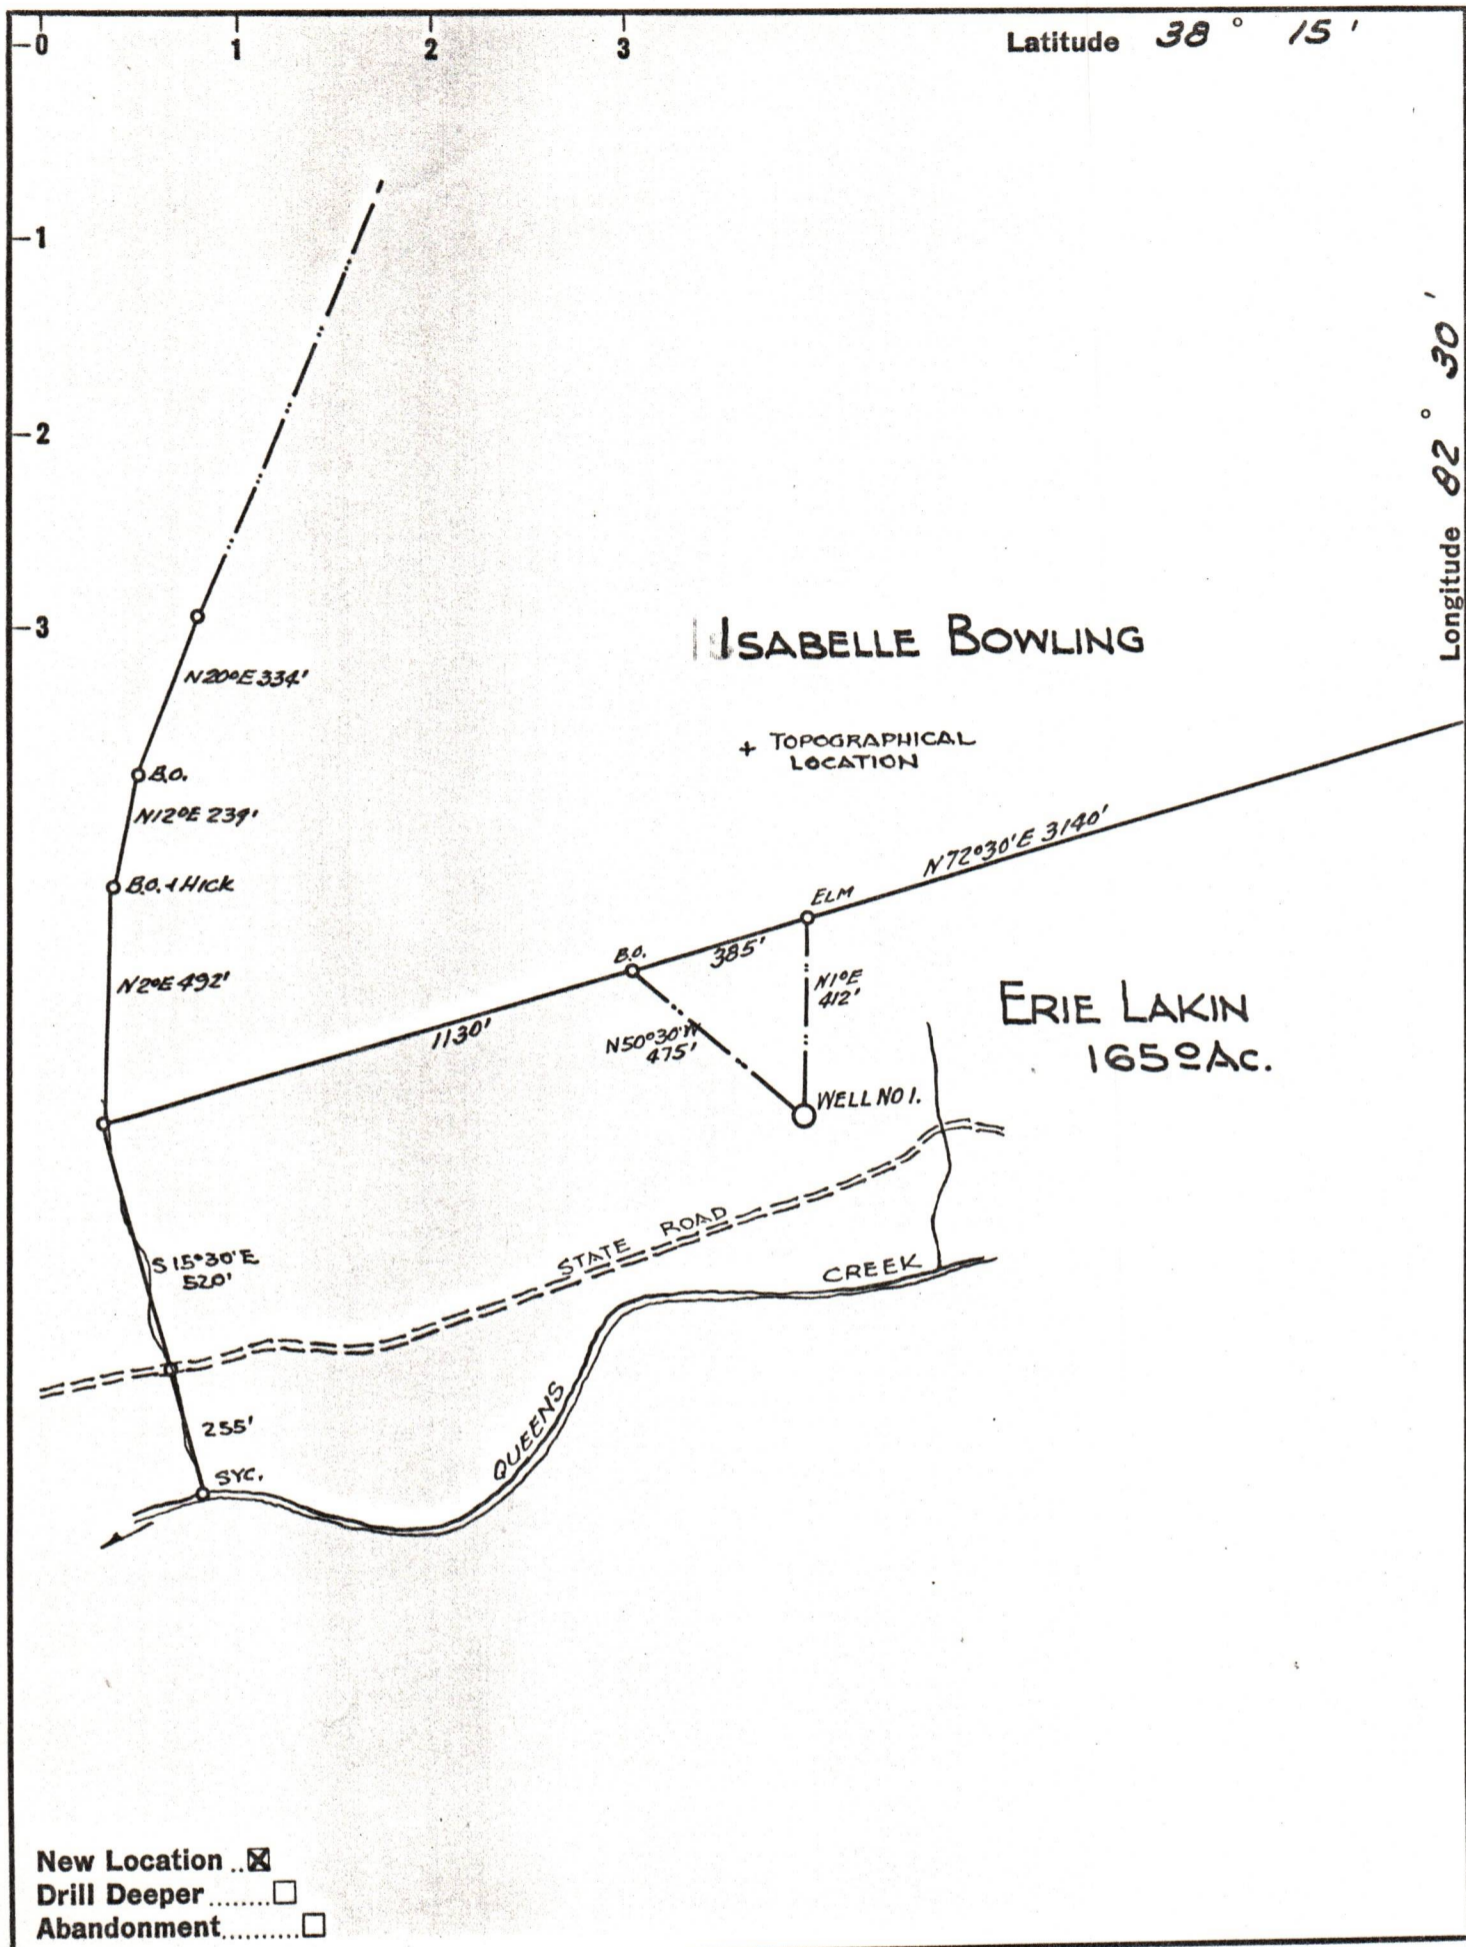 0
1
2
3
Latitude 38° 15'
1
2
3
Longitude 82° 30'
ISABELLE BOWLING
N20°E 334'
+ TOPOGRAPHICAL
LOCATION
B.O.
N12°E 239'
N72°30'E 3140'
B.O. + HICK
ELM
B.O.
385'
N2°E 492'
N1°E
412'
ERIE LAKIN
165 o Ac.
1130'
N50°30'W
475'
WELL NO 1.
STATE ROAD
S 15°30'E
520'
CREEK
QUEENS
255'
SYC.
New Location ..☒
Drill Deeper ........☐
Abandonment..........☐